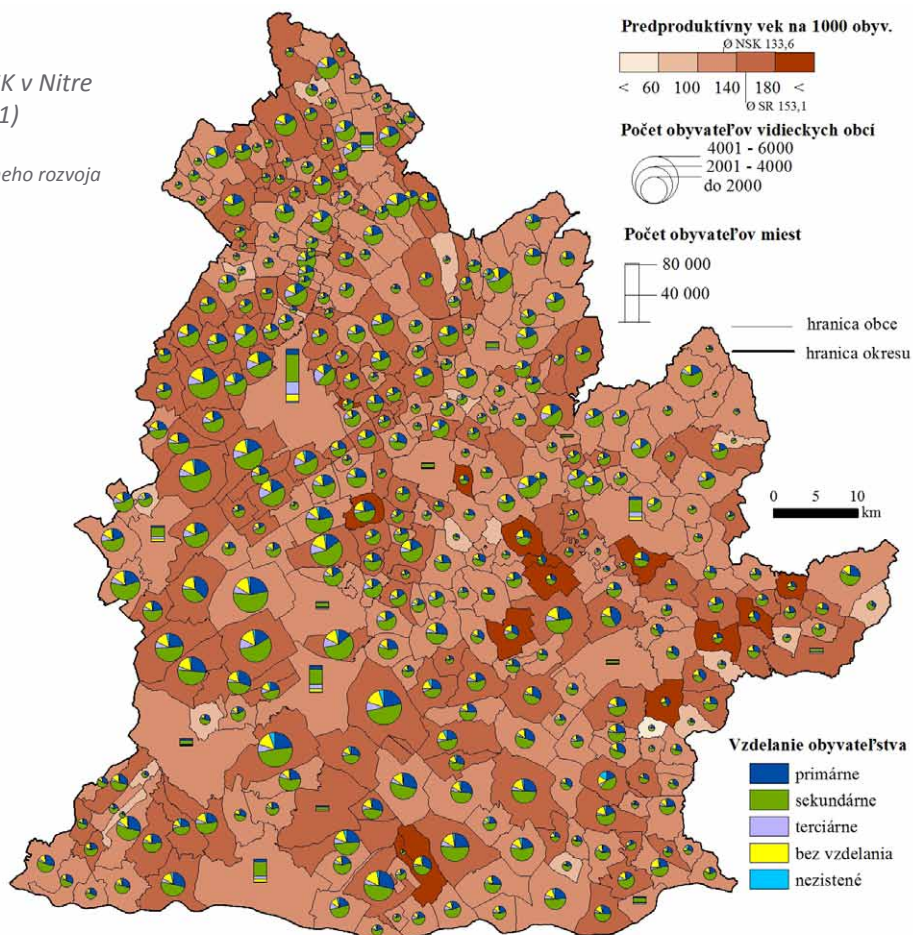 K v Nitre
1)
eho rozvoja
Predproduktívny vek na 1000 obyv.
Ø NSK 133,6
< 60 100 140 180 <
Ø SR 153,1
Počet obyvateľov vidieckych obcí
4001 - 6000
2001 - 4000
do 2000
Počet obyvateľov miest
80 000
40 000
hranica obce
hranica okresu
0 5 10
km
Vzdelanie obyvateľstva
primárne
sekundárne
terciárne
bez vzdelania
nezistené